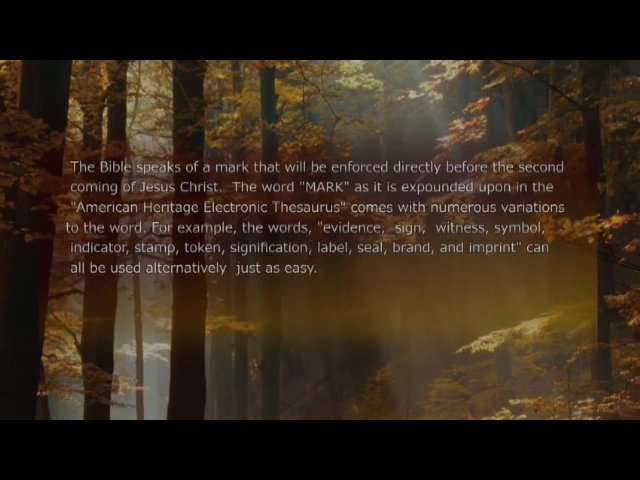 The Bible speaks of a mark that will be enforced directly before the second
coming of Jesus Christ.  The word "MARK" as it is expounded upon in the
"American Heritage Electronic Thesaurus" comes with numerous variations
to the word. For example, the words, "evidence,  sign,  witness, symbol,
indicator, stamp, token, signification, label, seal, brand, and imprint" can
all be used alternatively  just as easy.